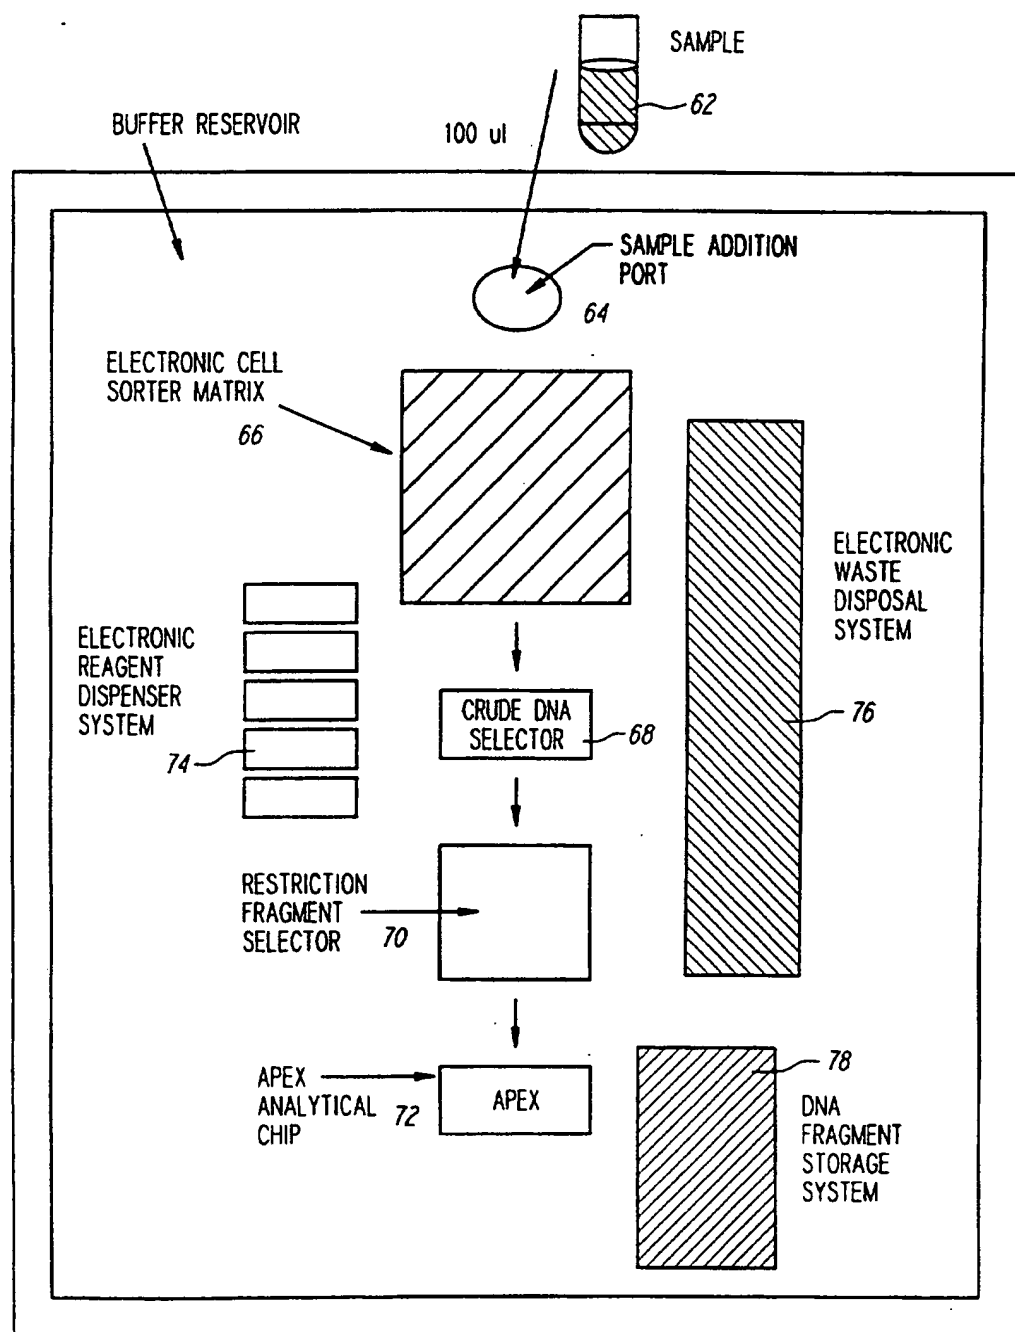 SAMPLE
62
BUFFER RESERVOIR
100 ul
SAMPLE ADDITION
PORT
64
ELECTRONIC CELL
SORTER MATRIX
66
ELECTRONIC
WASTE
DISPOSAL
SYSTEM
76
ELECTRONIC
REAGENT
DISPENSER
SYSTEM
74
CRUDE DNA
SELECTOR
68
RESTRICTION
FRAGMENT
SELECTOR
70
APEX
ANALYTICAL
CHIP
72
APEX
78
DNA
FRAGMENT
STORAGE
SYSTEM